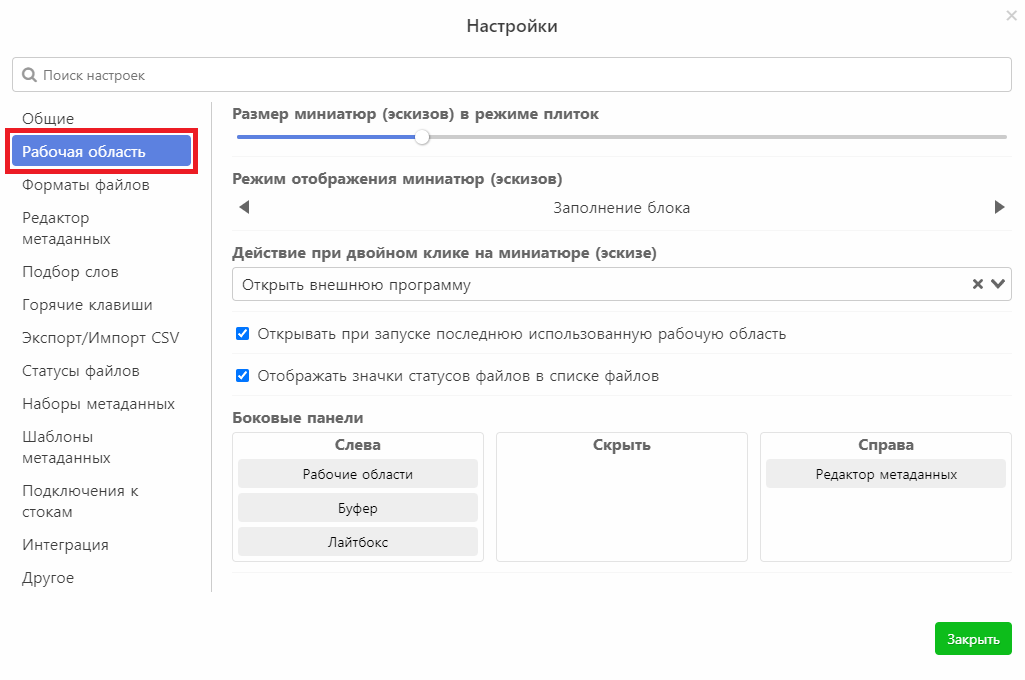 Настройки
Поиск настроек
Общие
Рабочая область
Форматы файлов
Редактор
метаданных
Подбор слов
Горячие клавиши
Экспорт/Импорт CSV
Статусы файлов
Наборы метаданных
Шаблоны
метаданных
Подключения к
стокам
Интеграция
Другое
Размер миниатюр (эскизов) в режиме плиток
Режим отображения миниатюр (эскизов)
Заполнение блока
Действие при двойном клике на миниатюре (эскизе)
Открыть внешнюю программу
Открывать при запуске последнюю использованную рабочую область
Отображать значки статусов файлов в списке файлов
Боковые панели
Слева
Рабочие области
Буфер
Лайтбокс
Скрыть
Справа
Редактор метаданных
Закрыть